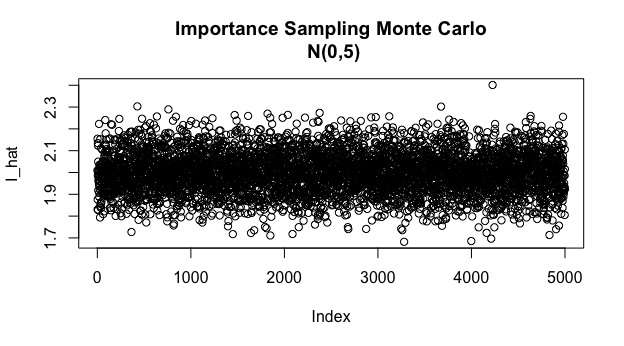 Importance Sampling Monte Carlo
N(0,5)
I_hat
2.3
2.1
1.9
1.7
0 1000 2000 3000 4000 5000
Index